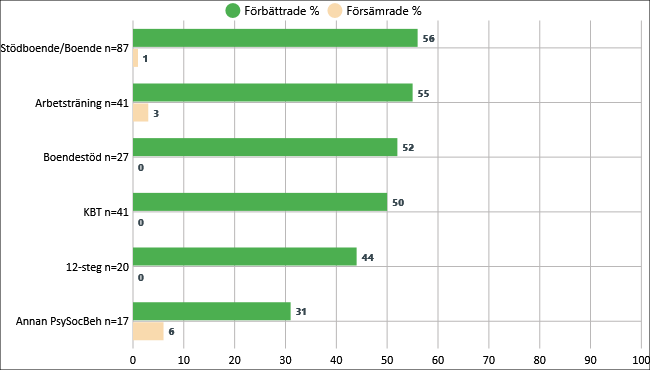 Förbättrade % Försämrade %
Stödboende/Boende n=87 56
1
Arbetsträning n=41 55
3
Boendestöd n=27 52
0
KBT n=41 50
0
12-steg n=20 44
0
Annan PsySocBeh n=17 31
6
0 10 20 30 40 50 60 70 80 90 100